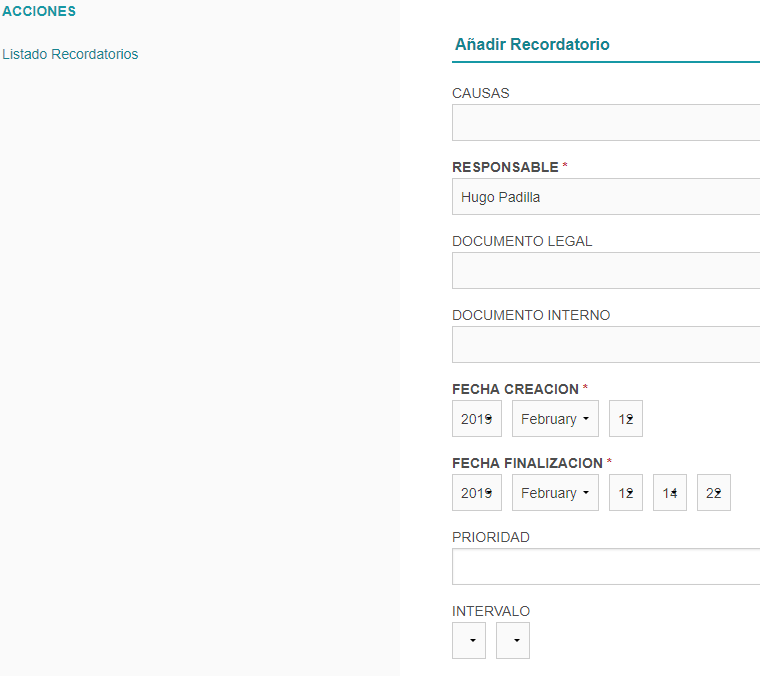 ACCIONES
Listado Recordatorios
Añadir Recordatorio
CAUSAS
RESPONSABLE *
Hugo Padilla
DOCUMENTO LEGAL
DOCUMENTO INTERNO
FECHA CREACION *
2019 February 12
FECHA FINALIZACION *
2019 February 12 14 22
PRIORIDAD
INTERVALO